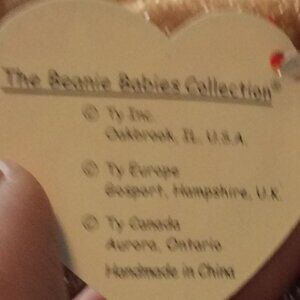 The Beanie Babies Collection®
© Ty Inc.
Oakbrook, IL, U.S.A.
© Ty Europe
Gosport, Hampshire, U.K.
© Ty Canada
Aurora, Ontario
Handmade in China